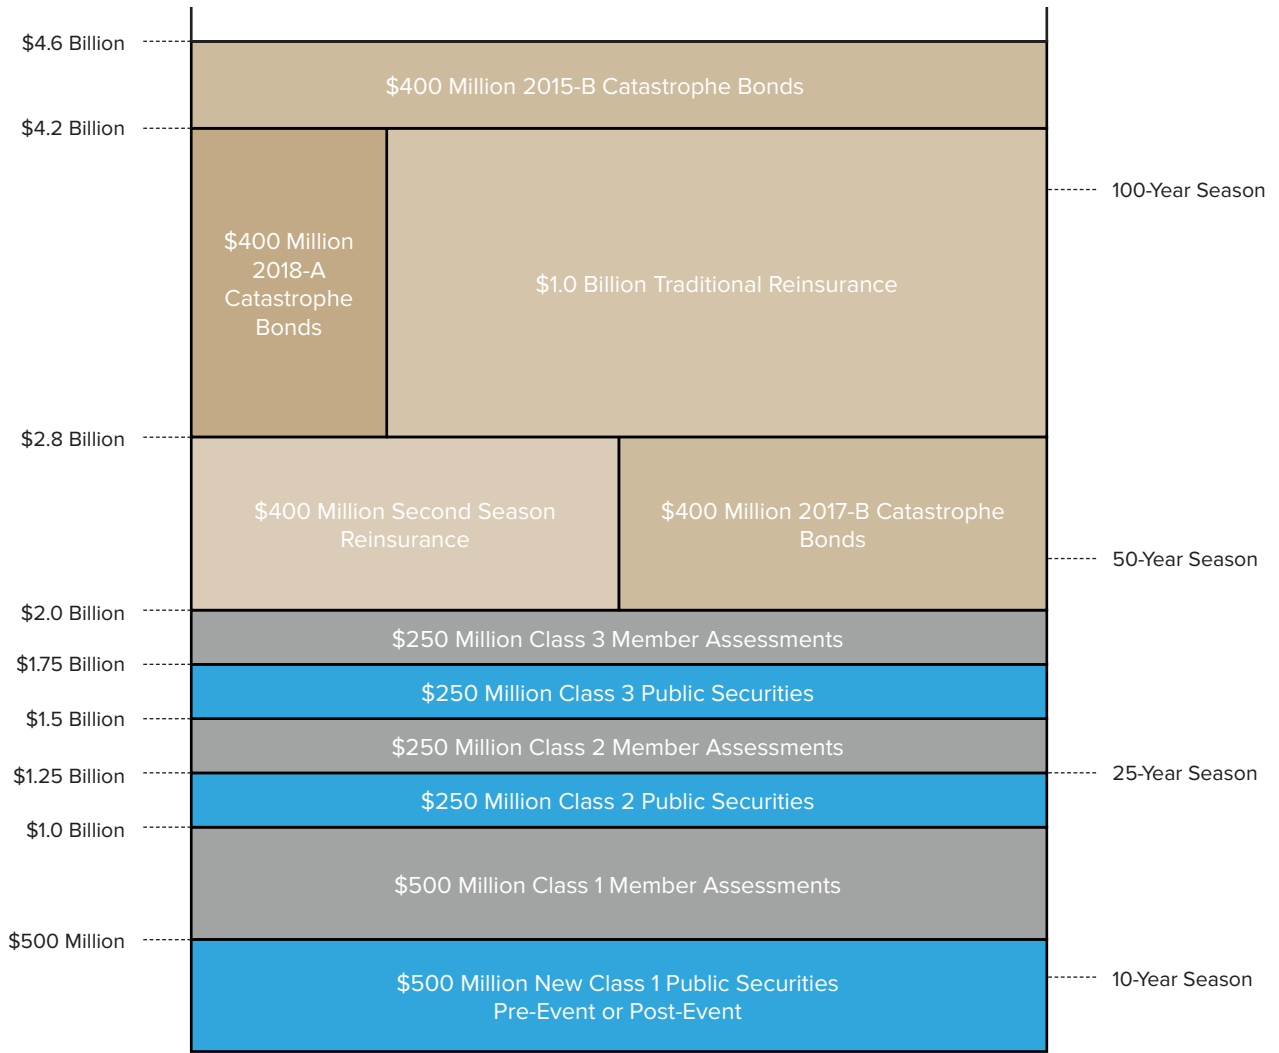 $4.6 Billion
$400 Million 2015-B Catastrophe Bonds
$4.2 Billion
100-Year Season
$400 Million
2018-A
Catastrophe
Bonds
$1.0 Billion Traditional Reinsurance
$2.8 Billion
$400 Million Second Season
Reinsurance
$400 Million 2017-B Catastrophe
Bonds
50-Year Season
$2.0 Billion
$250 Million Class 3 Member Assessments
$1.75 Billion
$250 Million Class 3 Public Securities
$1.5 Billion
$250 Million Class 2 Member Assessments
$1.25 Billion
25-Year Season
$250 Million Class 2 Public Securities
$1.0 Billion
$500 Million Class 1 Member Assessments
$500 Million
$500 Million New Class 1 Public Securities
Pre-Event or Post-Event
10-Year Season